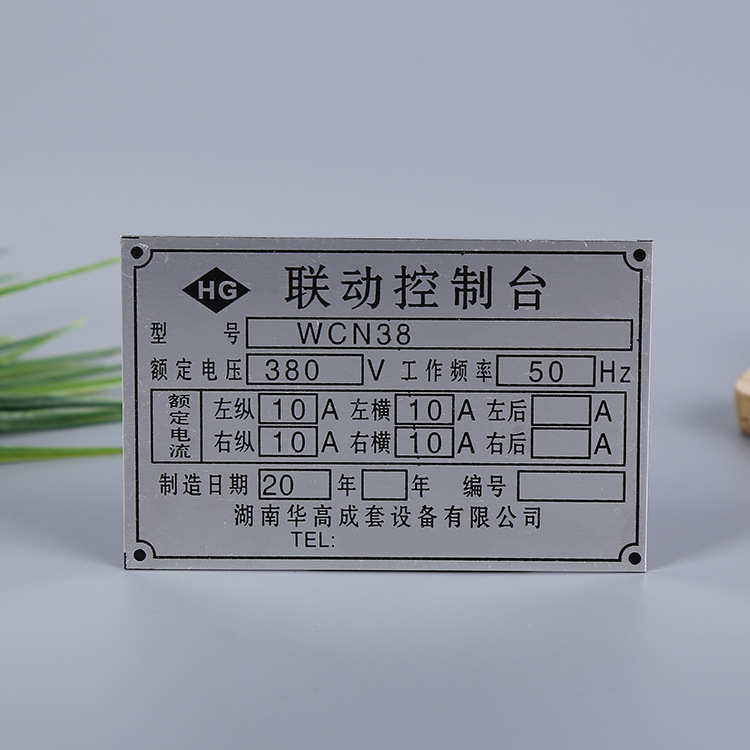 HG 联动控制台
型 号 WCN38
额定电压 380 V 工作频率 50 Hz
额定电流
左纵 10 A 左横 10 A 左后 A
右纵 10 A 右横 10 A 右后 A
制造日期 20 年 年 编号
湖南华高成套设备有限公司
TEL: